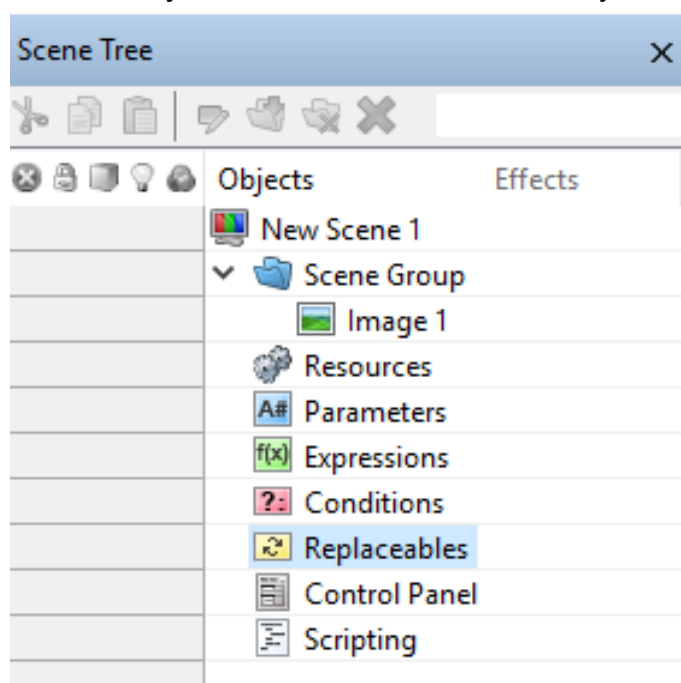 Scene Tree
Objects Effects
New Scene 1
Scene Group
Image 1
Resources
A# Parameters
f(x) Expressions
?: Conditions
Replaceables
Control Panel
Scripting